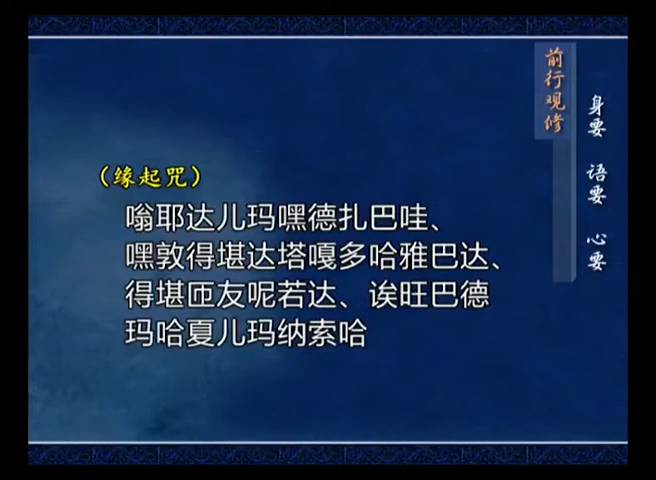 前行观修
身要 语要 心要
（缘起咒）
嗡耶达儿玛嘿德扎巴哇、
嘿敦得堪达塔嘎多哈雅巴达、
得堪匝友呢若达、诶旺巴德
玛哈夏儿玛纳索哈